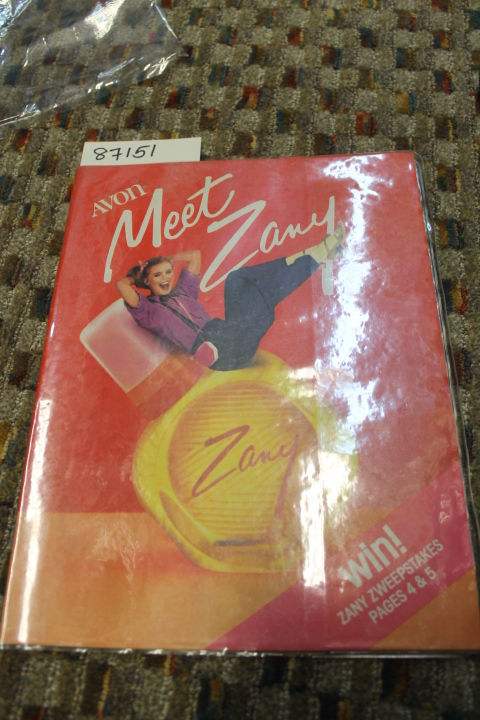 87151
AVON
Meet
Zany
Zany
win!
ZANY ZWEEPSTAKES
PAGES 4 & 5